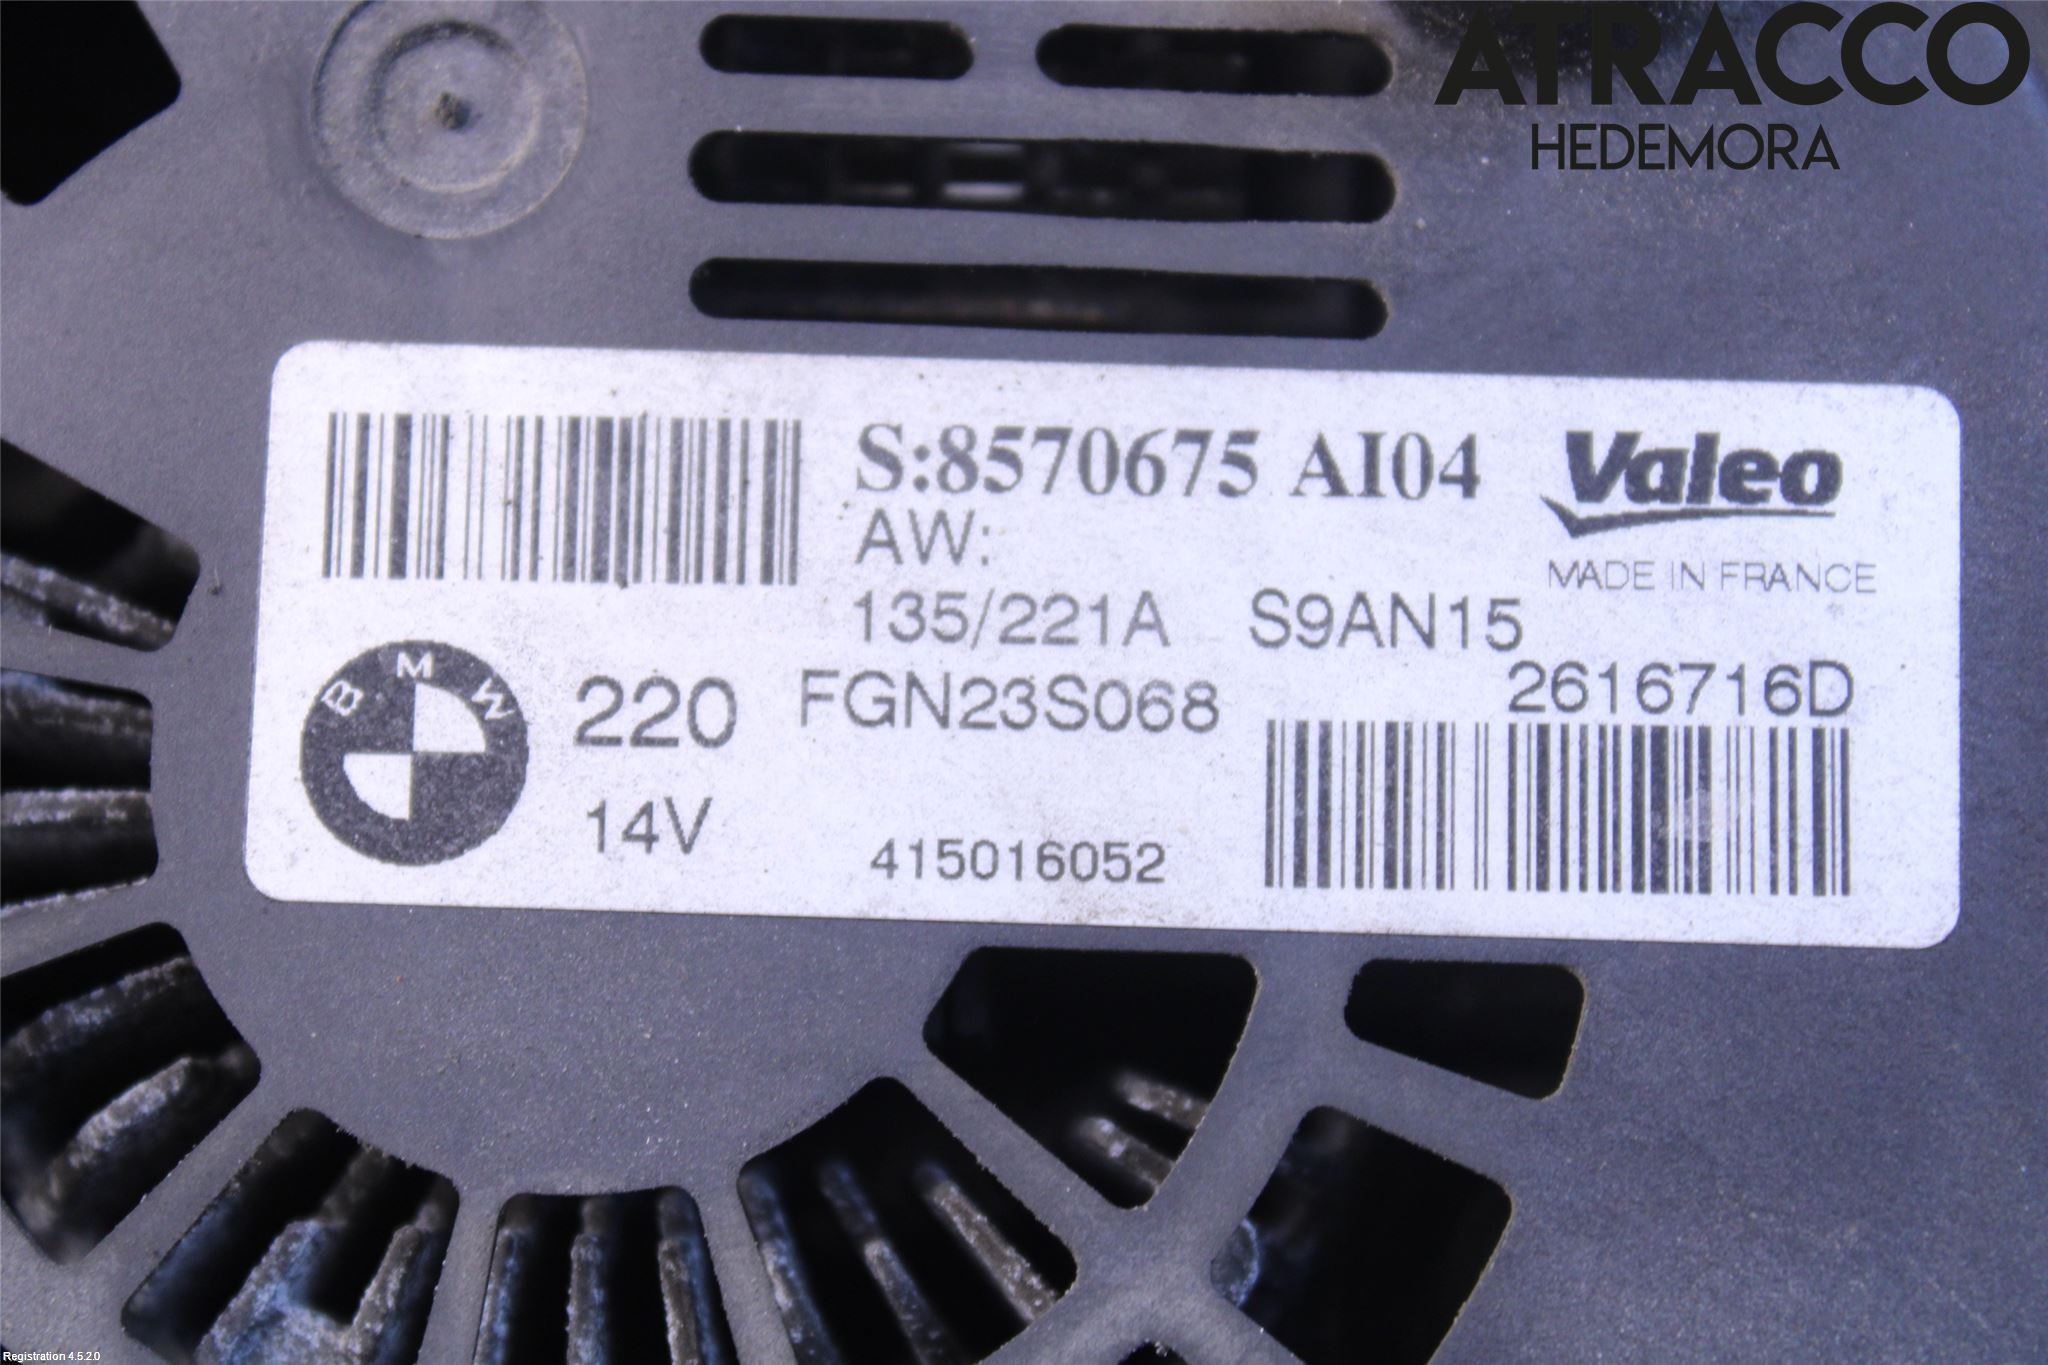 ATRACCO
HEDEMORA
S:8570675 AI04
Valeo
AW:
MADE IN FRANCE
135/221A S9AN15
BMW
220
FGN23S068
2616716D
14V
415016052
Registration 4.5.2.0